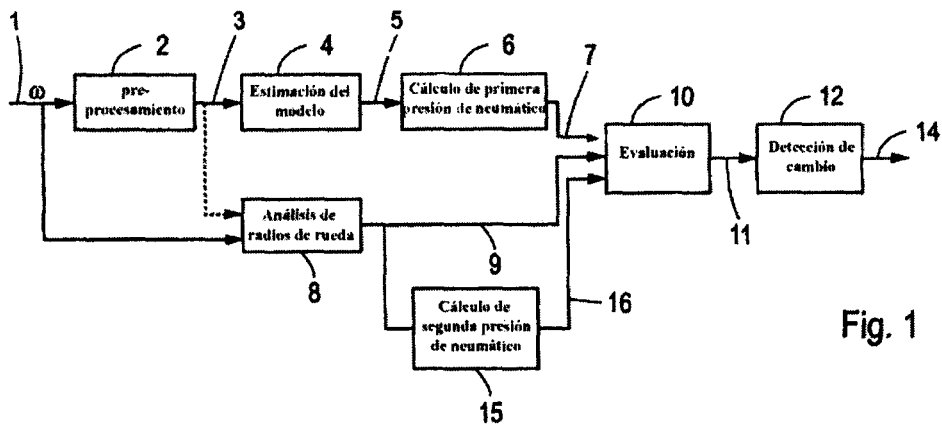 1
2
3
4
5
6
7
10
12
14
ω
pre-
procesamiento
Estimación del
modelo
Cálculo de primera
presión de neumático
Evaluación
Detección de
cambio
11
Análisis de
radios de rueda
8
9
16
Cálculo de
segunda presión
de neumático
15
Fig. 1